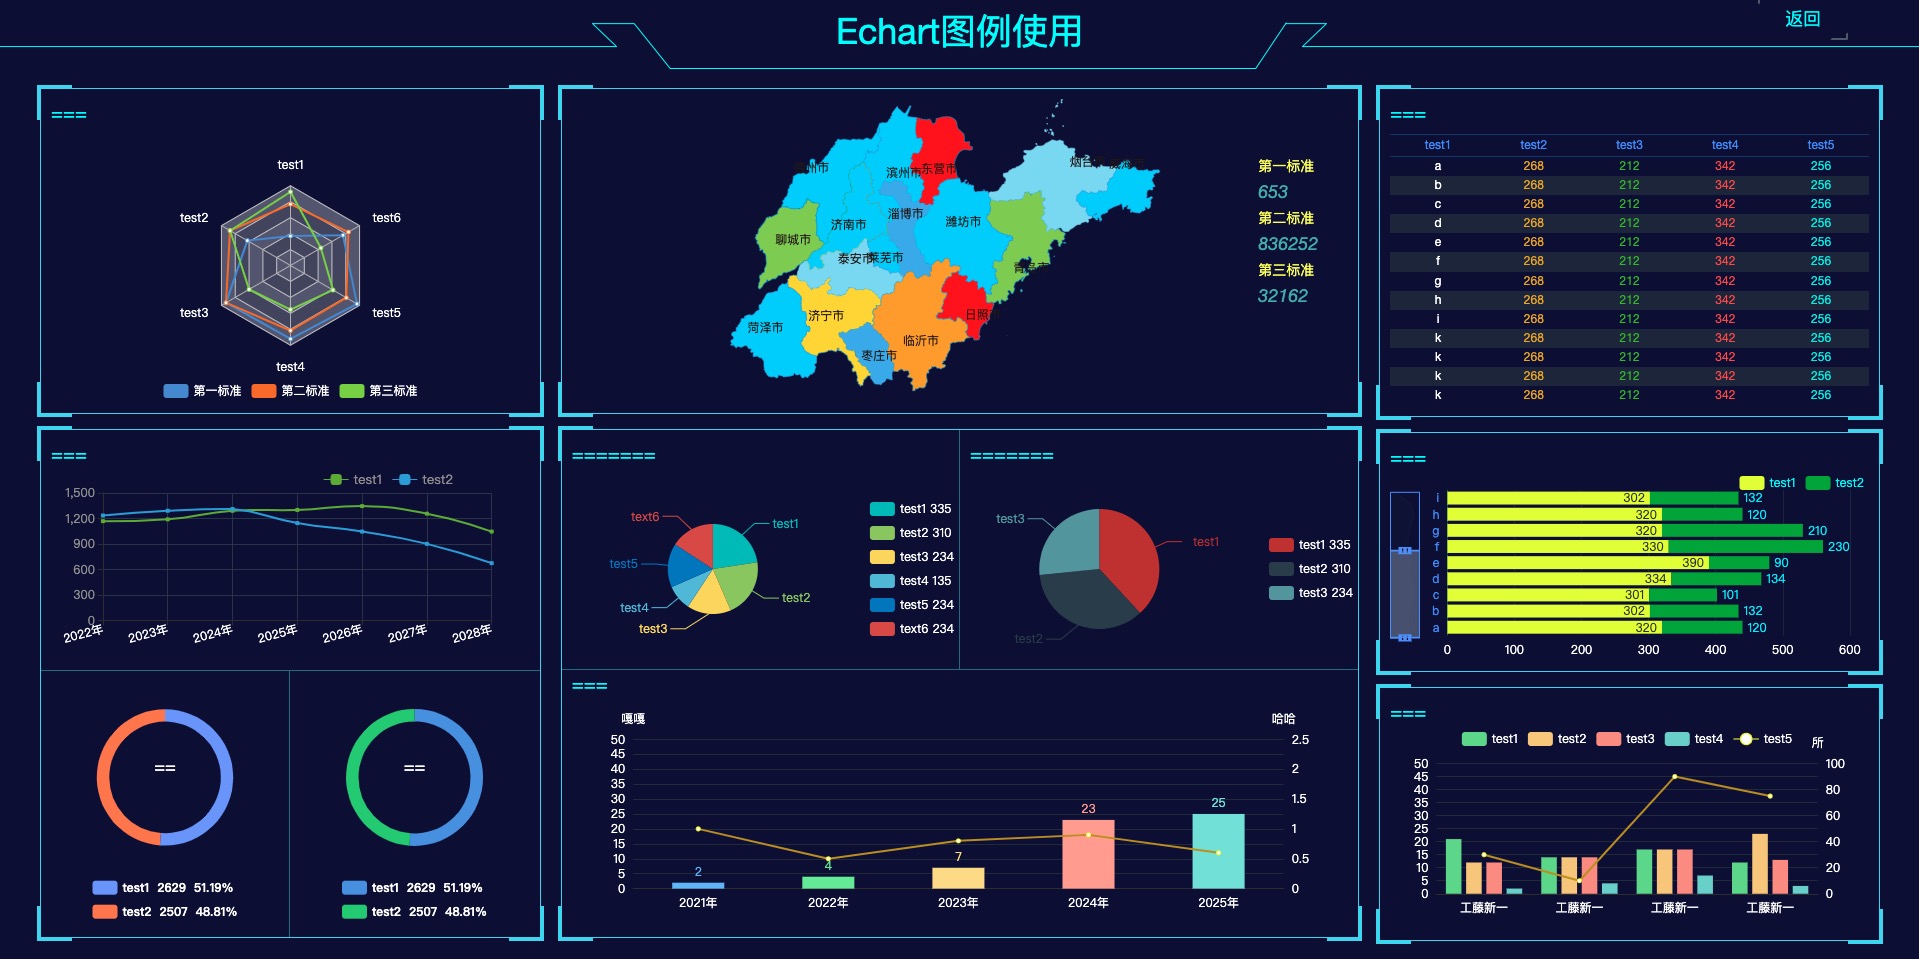 Echart图例使用
返回
===
test1
test2
test6
test3
test5
test4
第一标准 第二标准 第三标准
滨州市
东营市
济南市
淄博市
潍坊市
聊城市
泰安市
莱芜市
济宁市
菏泽市
临沂市
枣庄市
第一标准
653
第二标准
836252
第三标准
32162
===
test1 test2 test3 test4 test5
a 268 212 342 256
b 268 212 342 256
c 268 212 342 256
d 268 212 342 256
e 268 212 342 256
f 268 212 342 256
g 268 212 342 256
h 268 212 342 256
i 268 212 342 256
k 268 212 342 256
k 268 212 342 256
k 268 212 342 256
k 268 212 342 256
===
test1 test2
1,500
1,200
900
600
300
0
2022年 2023年 2024年 2025年 2026年 2027年 2028年
==
test1 2629 51.19%
test2 2507 48.81%
==
test1 2629 51.19%
test2 2507 48.81%
=======
text6
test1
test5
test4
test2
test3
test1 335
test2 310
test3 234
test4 135
test5 234
text6 234
=======
test3
test1
test2
test1 335
test2 310
test3 234
===
嘎嘎
哈哈
50 2.5
45
40 2
35
30 1.5
25
20 1
15
10 0.5
5
0 0
2
4
7
23
25
2021年 2022年 2023年 2024年 2025年
===
test1 test2
i 302 132
h 320 120
g 320 210
f 330 230
e 390 90
d 334 134
c 301 101
b 302 132
a 320 120
0 100 200 300 400 500 600
===
test1 test2 test3 test4 test5
所
50 100
45
40 80
35
30 60
25
20 40
15
10 20
5
0 0
工藤新一 工藤新一 工藤新一 工藤新一